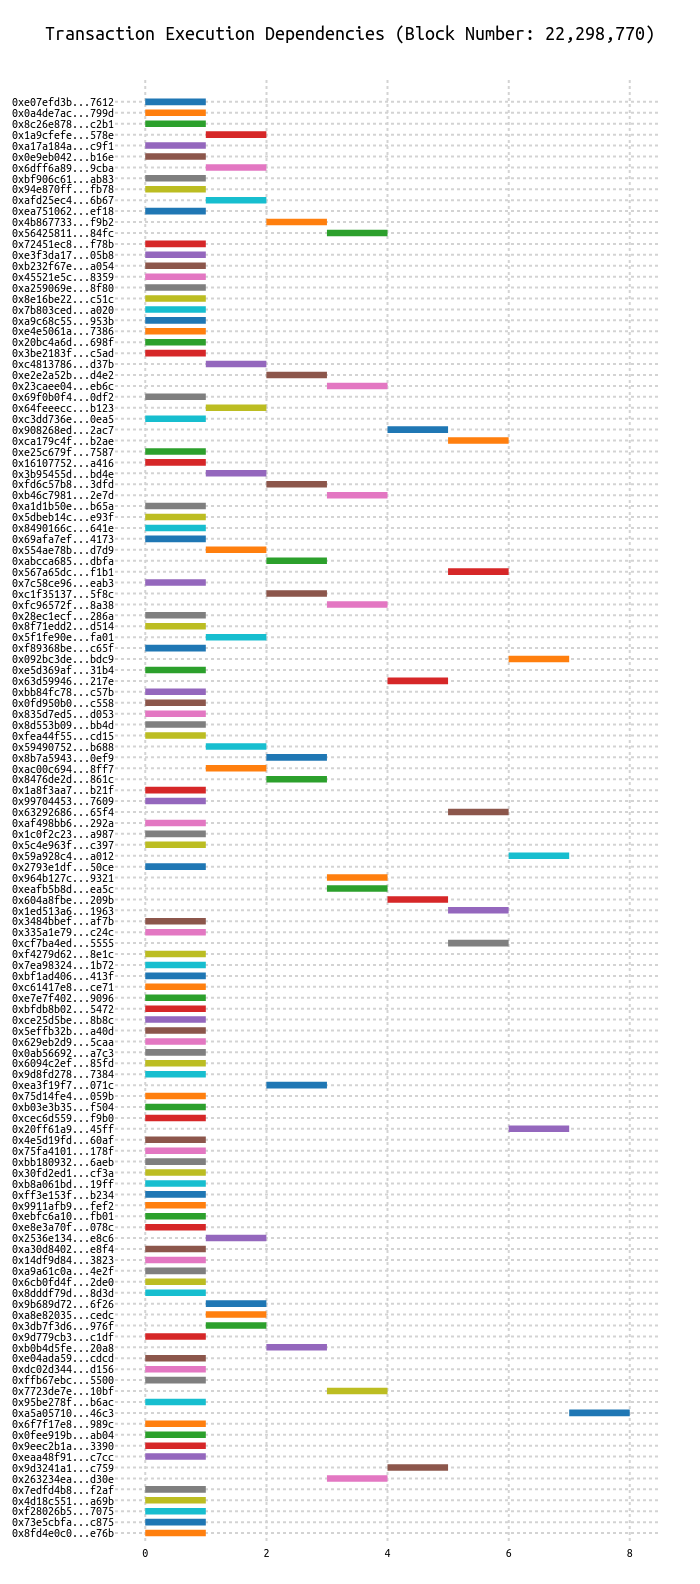 Transaction Execution Dependencies (Block Number: 22,298,770)
0xe07efd3b...7612
0x0a4de7ac...799d
0x8c26e878...c2b1
0x1a9cfefe...578e
0xa17a184a...c9f1
0x0e9eb042...b16e
0x6dff6a89...9cba
0xbf906c61...ab83
0x94e870ff...fb78
0xafd25ec4...6b67
0xea751062...ef18
0x4b867733...f9b2
0x56425811...84fc
0x72451ec8...f78b
0xe3f3da17...05b8
0xb232f67e...a054
0x45521e5c...8359
0xa259069e...8f80
0x8e16be22...c51c
0x7b803ced...a020
0xa9c68c55...953b
0xe4e5061a...7386
0x20bc4a6d...698f
0x3be2183f...c5ad
0xc4813786...d37b
0xe2e2a52b...d4e2
0x23caee04...eb6c
0x69f0b0f4...0df2
0x64feeecc...b123
0xc3dd736e...0ea5
0x908268ed...2ac7
0xca179c4f...b2ae
0xe25c679f...7587
0x16107752...a416
0x3b95455d...bd4e
0xfd6c57b8...3dfd
0xb46c7981...2e7d
0xa1d1b50e...b65a
0x5dbeb14c...e93f
0x8490166c...641e
0x69afa7ef...4173
0x554ae78b...d7d9
0xabcca685...dbfa
0x567a65dc...f1b1
0x7c58ce96...eab3
0xc1f35137...5f8c
0xfc96572f...8a38
0x28ec1ecf...286a
0x8f71edd2...d514
0x5f1fe90e...fa01
0xf89368be...c65f
0x092bc3de...bdc9
0xe5d369af...31b4
0x63d59946...217e
0xbb84fc78...c57b
0x0fd950b0...c558
0x835d7ed5...d053
0x8d553b09...bb4d
0xfea44f55...cd15
0x59490752...b688
0x8b7a5943...0ef9
0xac00c694...8ff7
0x8476de2d...861c
0x1a8f3aa7...b21f
0x99704453...7609
0x63292686...65f4
0xaf498bb6...292a
0x1c0f2c23...a987
0x5c4e963f...c397
0x59a928c4...a012
0x2793e1df...50ce
0x964b127c...9321
0xeafb5b8d...ea5c
0x604a8fbe...209b
0x1ed513a6...1963
0x3484bbef...af7b
0x335a1e79...c24c
0xcf7ba4ed...5555
0xf4279d62...8e1c
0x7ea98324...1b72
0xbf1ad406...413f
0xc61417e8...ce71
0xe7e7f402...9096
0xbfdb8b02...5472
0xce25d5be...8b8c
0x5effb32b...a40d
0x629eb2d9...5caa
0x0ab56692...a7c3
0x6094c2ef...85fd
0x9d8fd278...7384
0xea3f19f7...071c
0x75d14fe4...059b
0xb03e3b35...f504
0xcec6d559...f9b0
0x20ff61a9...45ff
0x4e5d19fd...60af
0x75fa4101...178f
0xbb180932...6aeb
0x30fd2ed1...cf3a
0xb8a061bd...19ff
0xff3e153f...b234
0x9911afb9...fef2
0xebfc6a10...fb01
0xe8e3a70f...078c
0x2536e134...e8c6
0xa30d8402...e8f4
0x14df9d84...3823
0xa9a61c0a...4e2f
0x6cb0fd4f...2de0
0x8dddf79d...8d3d
0x9b689d72...6f26
0xa8e82035...cedc
0x3db7f3d6...976f
0x9d779cb3...c1df
0xb0b4d5fe...20a8
0xe04ada59...cdcd
0xdc02d344...d156
0xffb67ebc...5500
0x7723de7e...10bf
0x95be278f...b6ac
0xa5a05710...46c3
0x6f7f17e8...989c
0x0fee919b...ab04
0x9eec2b1a...3390
0xeaa48f91...c7cc
0x9d3241a1...c759
0x263234ea...d30e
0x7edfd4b8...f2af
0x4d18c551...a69b
0xf28026b5...7075
0x73e5cbfa...c875
0x8fd4e0c0...e76b
0 2 4 6 8